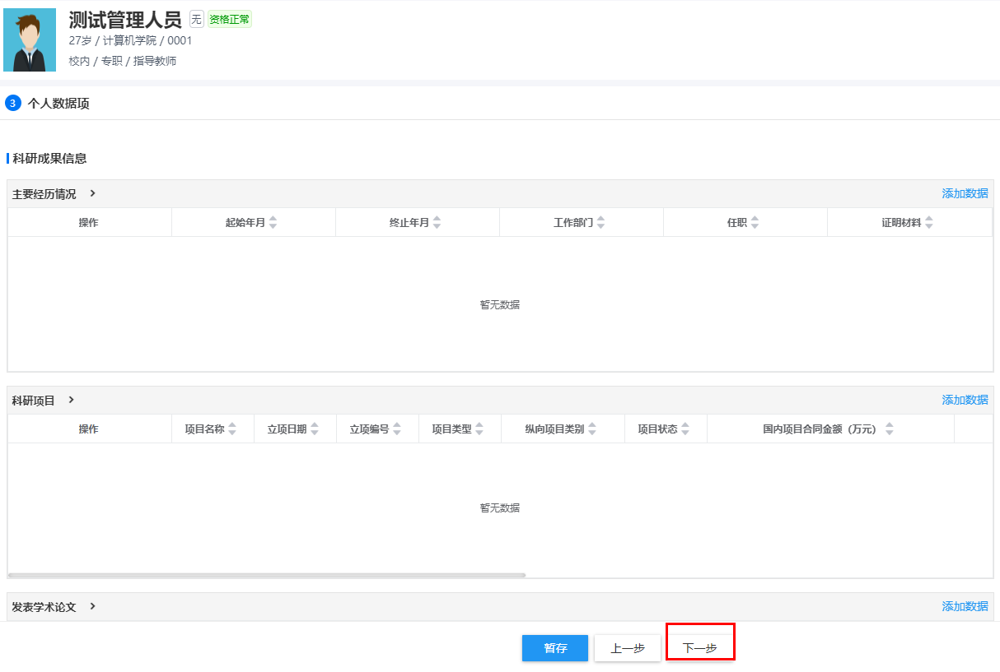 测试管理人员 无 资格正常
27岁 / 计算机学院 / 0001
校内 / 专职 / 指导教师
3 个人数据项
科研成果信息
主要经历情况 添加数据
操作 起始年月 终止年月 工作部门 任职 证明材料
暂无数据
科研项目 添加数据
操作 项目名称 立项日期 立项编号 项目类型 纵向项目类别 项目状态 国内项目合同金额（万元）
暂无数据
发表学术论文 添加数据
暂存 上一步 下一步